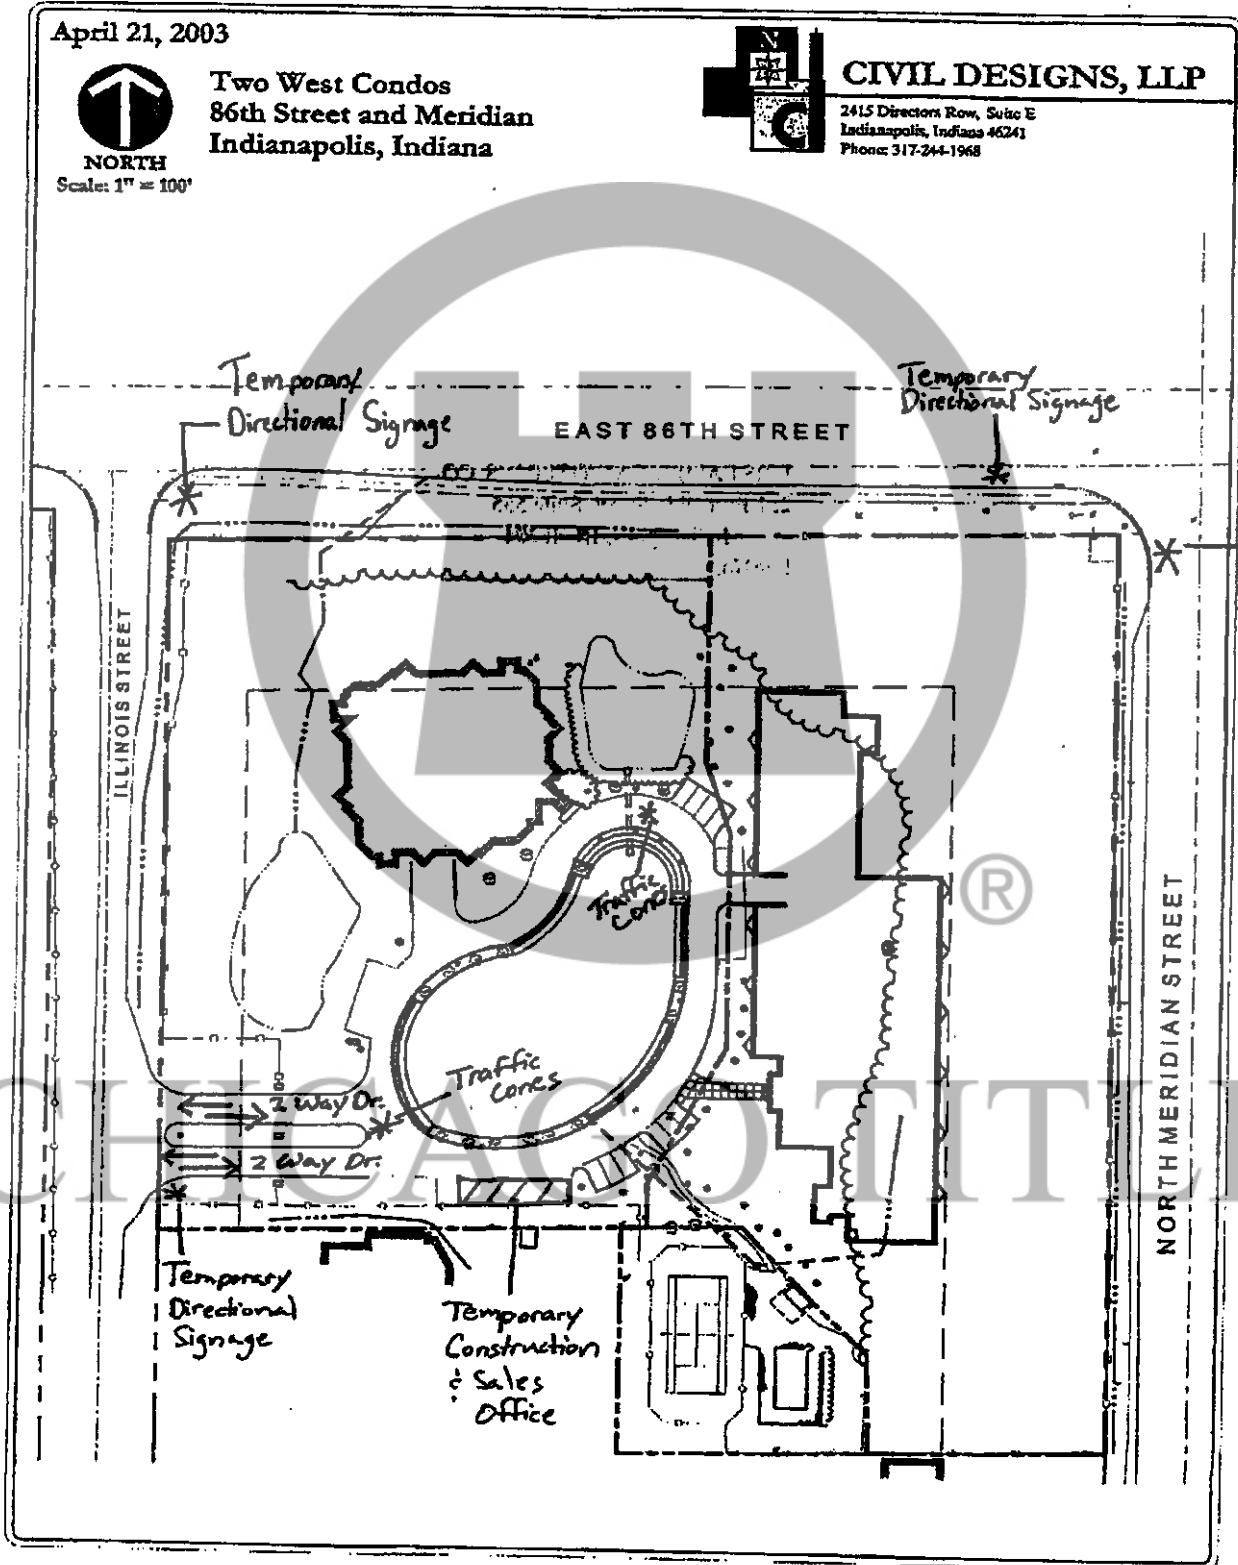 April 21, 2003
NORTH
Scale: 1" = 100'
Two West Condos
86th Street and Meridian
Indianapolis, Indiana
N
C
CIVIL DESIGNS, LLP
2415 Directors Row, Suite E
Indianapolis, Indiana 46241
Phone: 317-244-1968
Temporary
Directional Signage
Temporary
Directional Signage
EAST 86TH STREET
ILLINOIS STREET
®
Traffic
Cones
NORTH MERIDIAN STREET
Traffic
Cones
CHICAGO TITLE
2 Way Dr.
2 Way Dr.
Temporary
Directional
Signage
Temporary
Construction
& Sales
Office